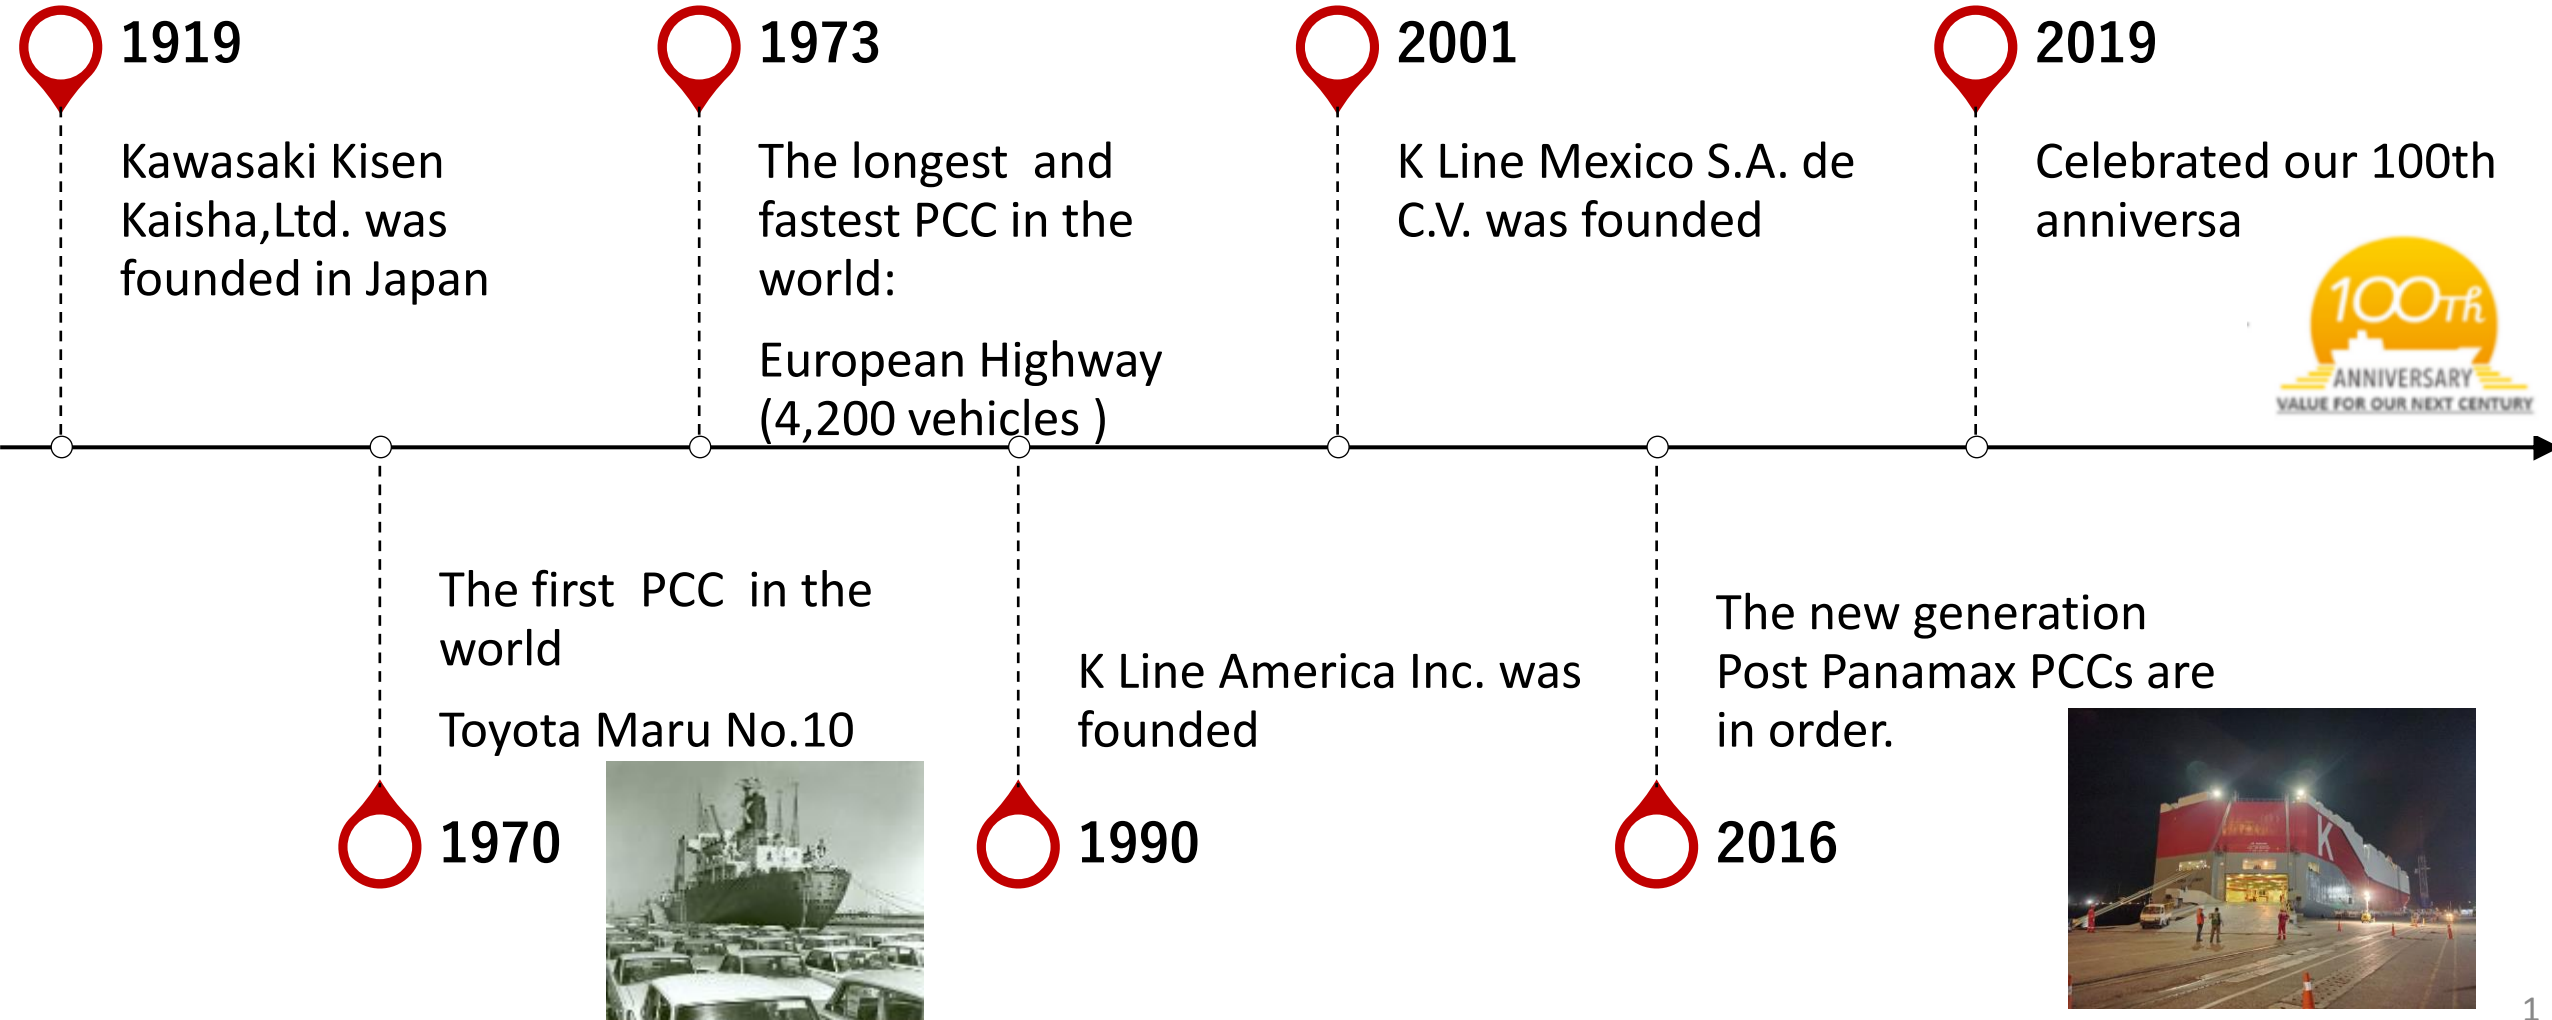 1919
Kawasaki Kisen
Kaisha,Ltd. was
founded in Japan
1973
The longest  and
fastest PCC in the
world:
European Highway
(4,200 vehicles )
2001
K Line Mexico S.A. de
C.V. was founded
2019
Celebrated our 100th
anniversa
100Th
ANNIVERSARY
VALUE FOR OUR NEXT CENTURY
The first  PCC  in the
world
Toyota Maru No.10
1970
K Line America Inc. was
founded
1990
The new generation
Post Panamax PCCs are
in order.
2016
K
1